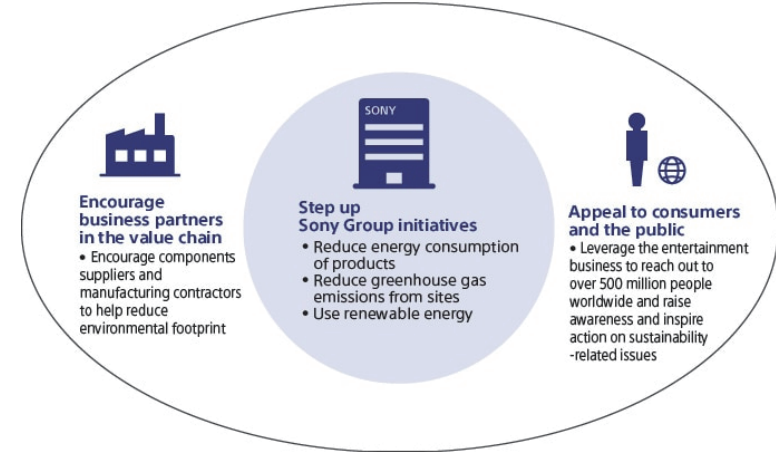 Encourage
business partners
in the value chain
• Encourage components
suppliers and
manufacturing contractors
to help reduce
environmental footprint
SONY
Step up
Sony Group initiatives
• Reduce energy consumption
of products
• Reduce greenhouse gas
emissions from sites
• Use renewable energy
Appeal to consumers
and the public
• Leverage the entertainment
business to reach out to
over 500 million people
worldwide and raise
awareness and inspire
action on sustainability
-related issues